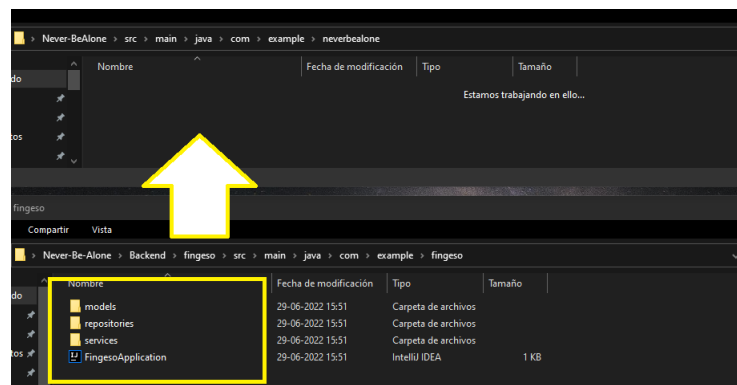 Never-BeAlone > src > main > java > com > example > neverbealone
Nombre Fecha de modificación Tipo Tamaño
do
Estamos trabajando en ello...
tos
fingeso
Compartir Vista
Never-Be-Alone > Backend > fingeso > src > main > java > com > example > fingeso
Nombre Fecha de modificación Tipo Tamaño
do
models 29-06-2022 15:51 Carpeta de archivos
repositories 29-06-2022 15:51 Carpeta de archivos
services 29-06-2022 15:51 Carpeta de archivos
tos FingesoApplication 29-06-2022 15:51 IntelliJ IDEA 1 KB